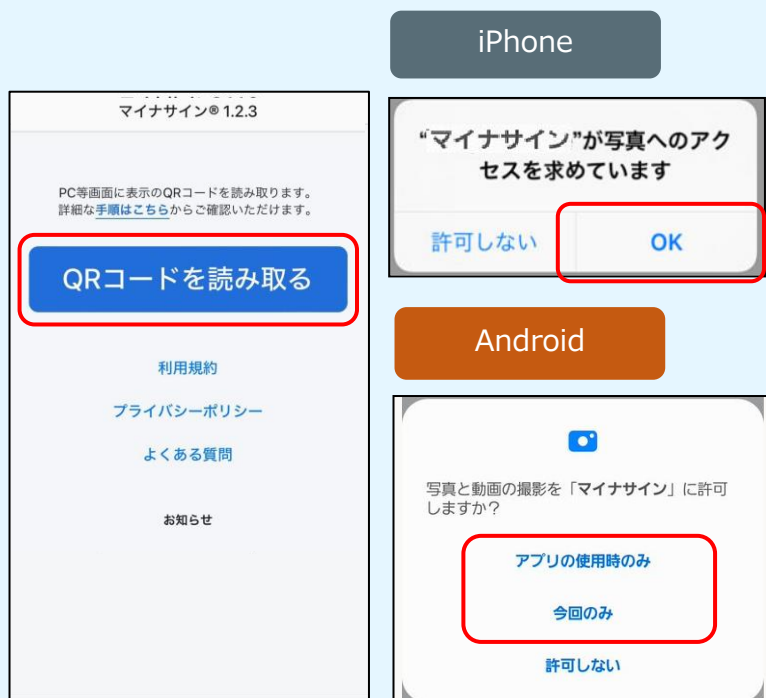 マイナサイン® 1.2.3
PC等画面に表示のQRコードを読み取ります。
詳細な手順はこちらからご確認いただけます。
QRコードを読み取る
利用規約
プライバシーポリシー
よくある質問
お知らせ
iPhone
“マイナサイン”が写真へのアク
セスを求めています
許可しない
OK
Android
写真と動画の撮影を「マイナサイン」に許可
しますか？
アプリの使用時のみ
今回のみ
許可しない